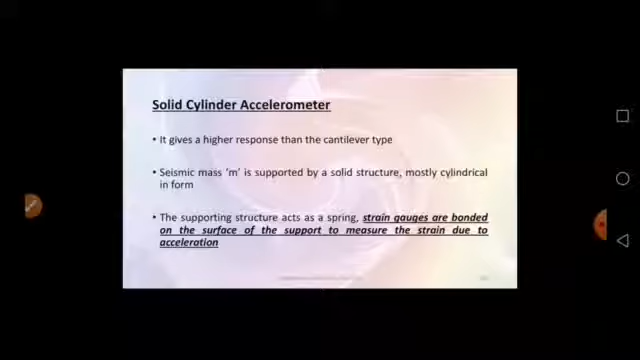 Solid Cylinder Accelerometer
• It gives a higher response than the cantilever type
• Seismic mass ‘m’ is supported by a solid structure, mostly cylindrical
in form
• The supporting structure acts as a spring, strain gauges are bonded
on the surface of the support to measure the strain due to
acceleration